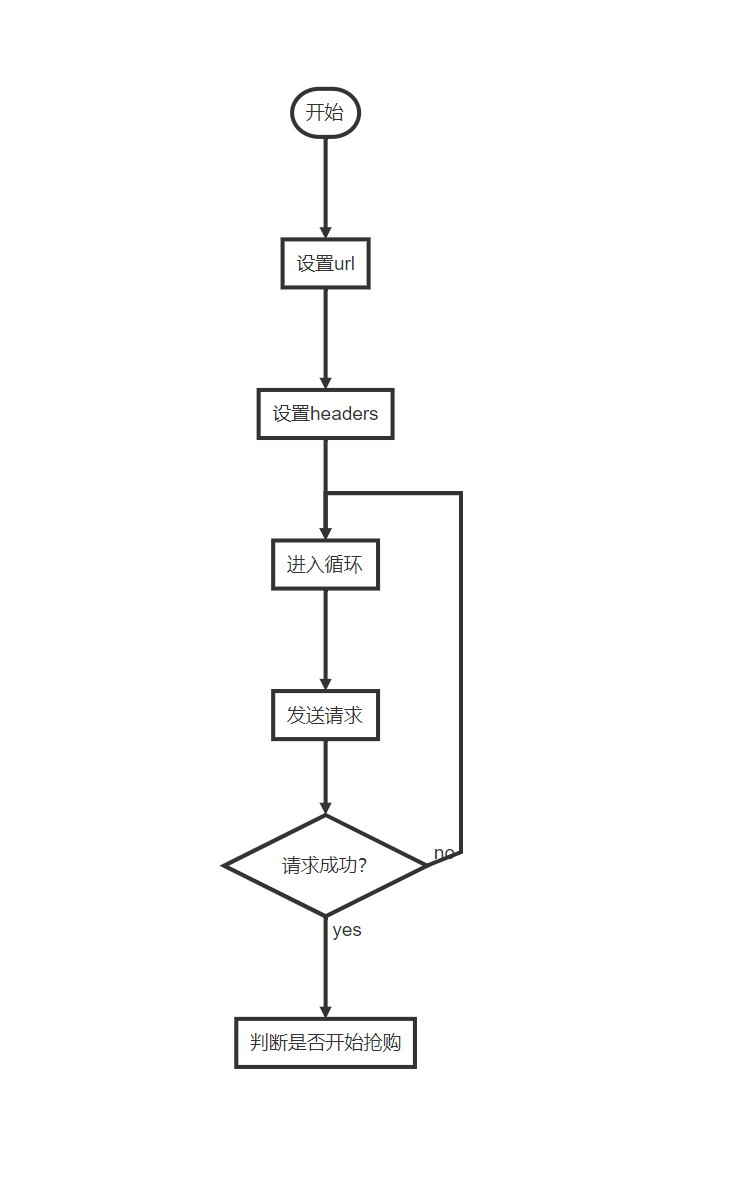 开始
设置url
设置headers
进入循环
发送请求
请求成功?
no
yes
判断是否开始抢购